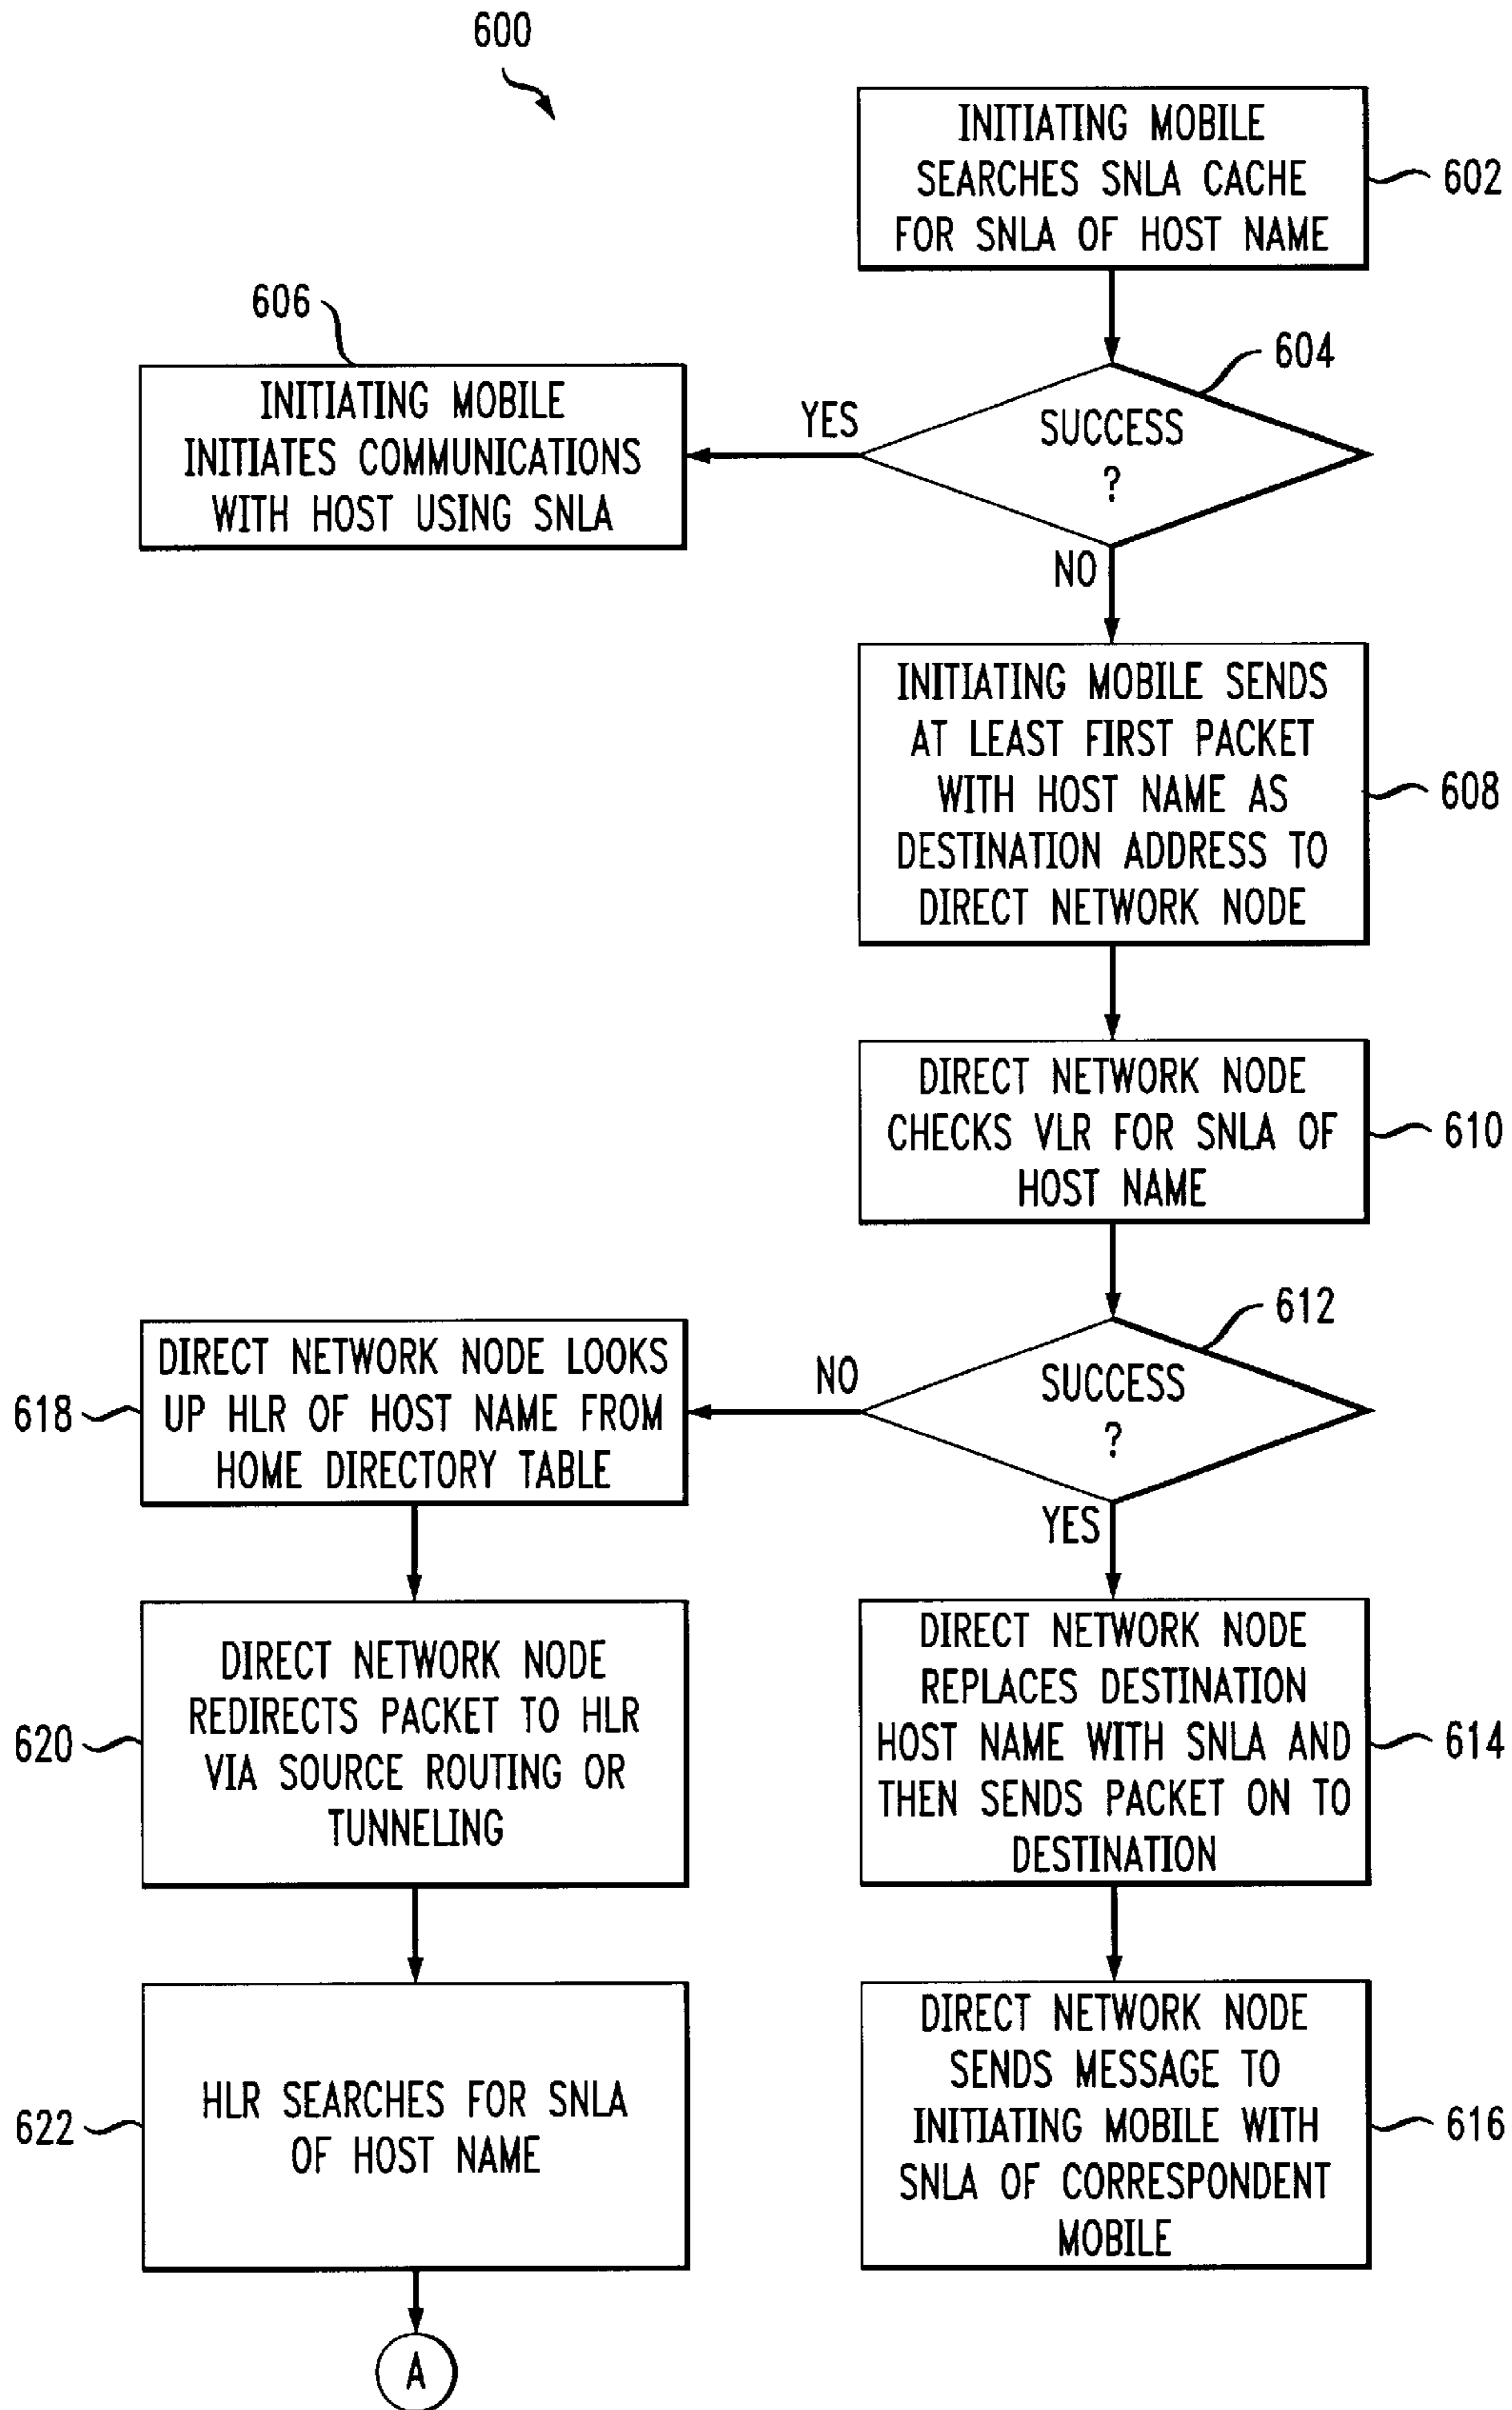 600
INITIATING MOBILE
SEARCHES SNLA CACHE
FOR SNLA OF HOST NAME
602
604
SUCCESS
?
YES
606
INITIATING MOBILE
INITIATES COMMUNICATIONS
WITH HOST USING SNLA
NO
INITIATING MOBILE SENDS
AT LEAST FIRST PACKET
WITH HOST NAME AS
DESTINATION ADDRESS TO
DIRECT NETWORK NODE
608
DIRECT NETWORK NODE
CHECKS VLR FOR SNLA OF
HOST NAME
610
612
SUCCESS
?
NO
DIRECT NETWORK NODE LOOKS
UP HLR OF HOST NAME FROM
HOME DIRECTORY TABLE
618
YES
DIRECT NETWORK NODE
REPLACES DESTINATION
HOST NAME WITH SNLA AND
THEN SENDS PACKET ON TO
DESTINATION
614
DIRECT NETWORK NODE
REDIRECTS PACKET TO HLR
VIA SOURCE ROUTING OR
TUNNELING
620
DIRECT NETWORK NODE
SENDS MESSAGE TO
INITIATING MOBILE WITH
SNLA OF CORRESPONDENT
MOBILE
616
HLR SEARCHES FOR SNLA
OF HOST NAME
622
A